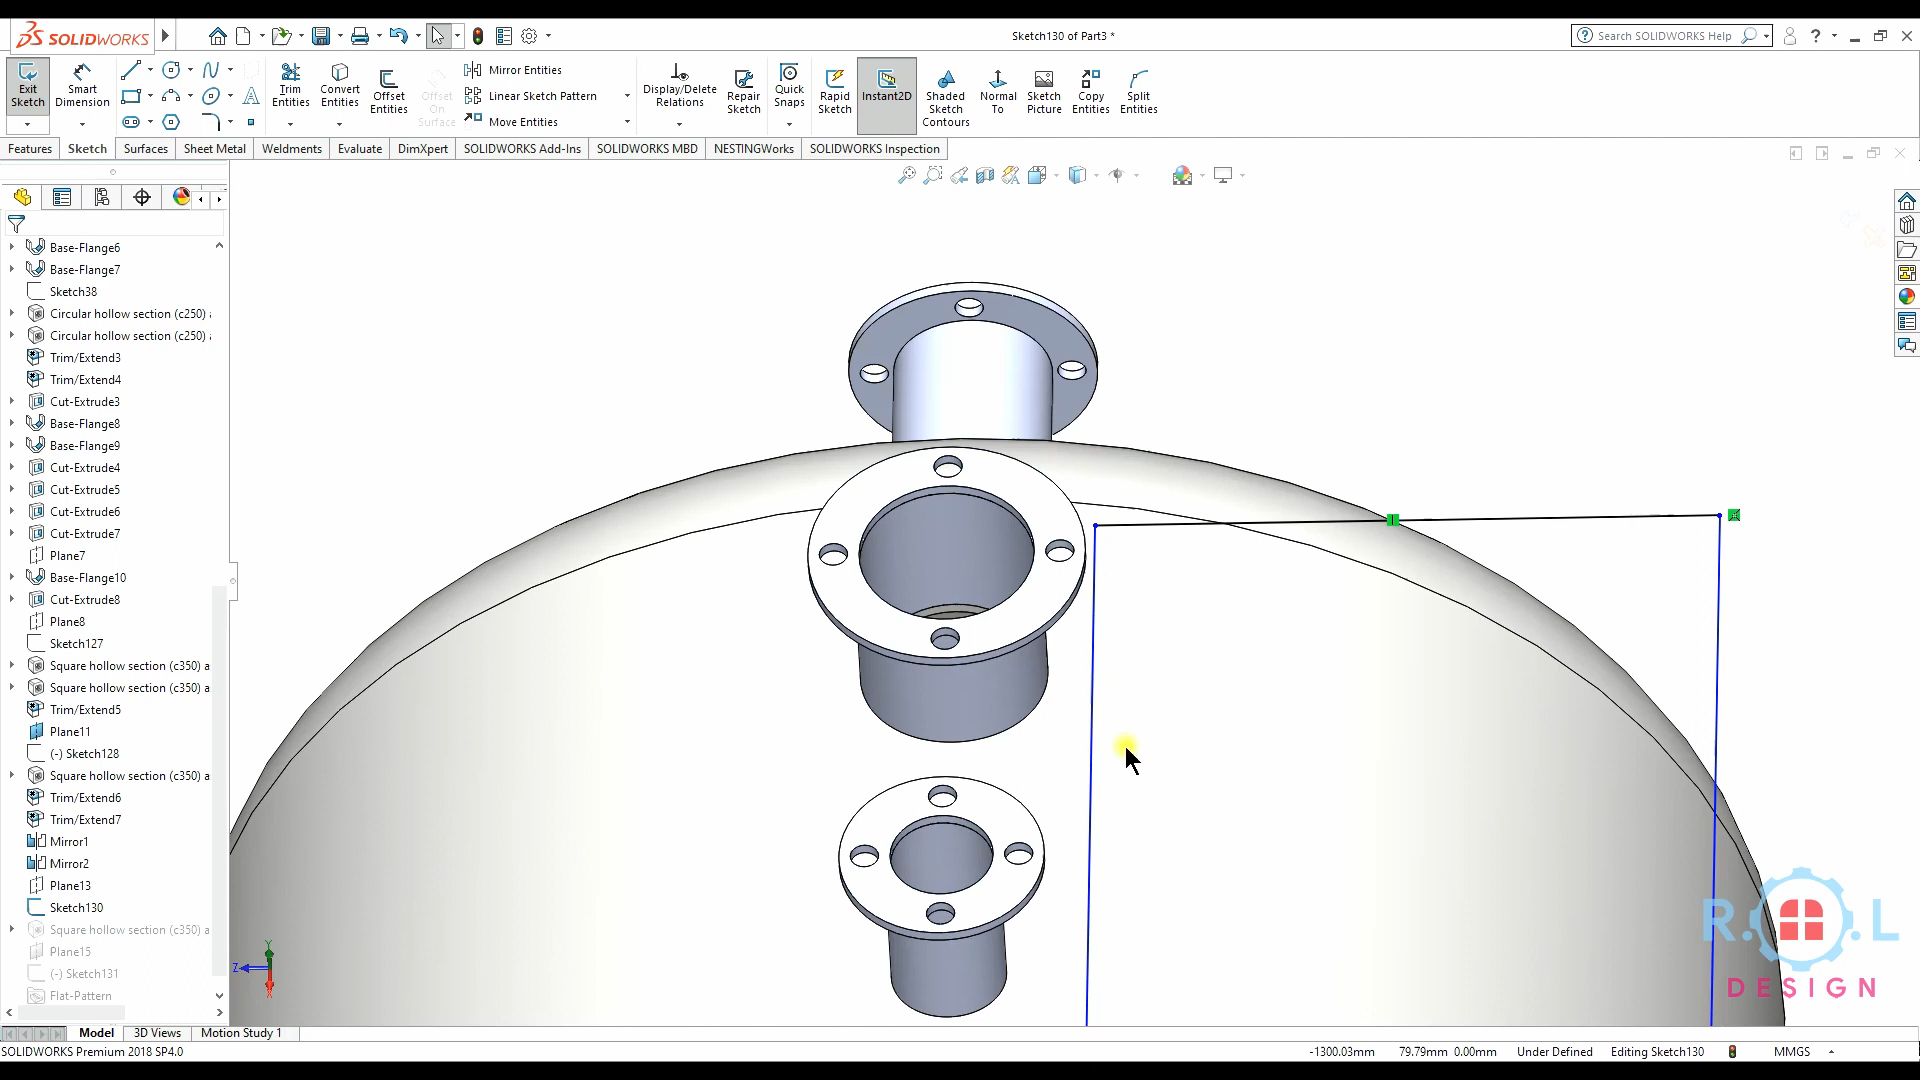 SOLIDWORKS
Sketch130 of Part3 *
Search SOLIDWORKS Help
Exit Sketch
Smart Dimension
Trim Entities
Convert Entities
Offset Entities
Offset On Surface
Mirror Entities
Linear Sketch Pattern
Move Entities
Display/Delete Relations
Repair Sketch
Quick Snaps
Rapid Sketch
Instant2D
Shaded Sketch Contours
Normal To
Sketch Picture
Copy Entities
Split Entities
Features
Sketch
Surfaces
Sheet Metal
Weldments
Evaluate
DimXpert
SOLIDWORKS Add-Ins
SOLIDWORKS MBD
NESTINGWorks
SOLIDWORKS Inspection
Base-Flange6
Base-Flange7
Sketch38
Circular hollow section (c250)
Circular hollow section (c250)
Trim/Extend3
Trim/Extend4
Cut-Extrude3
Base-Flange8
Base-Flange9
Cut-Extrude4
Cut-Extrude5
Cut-Extrude6
Cut-Extrude7
Plane7
Base-Flange10
Cut-Extrude8
Plane8
Sketch127
Square hollow section (c350) a
Square hollow section (c350) a
Trim/Extend5
Plane11
(-) Sketch128
Square hollow section (c350) a
Trim/Extend6
Trim/Extend7
Mirror1
Mirror2
Plane13
Sketch130
Square hollow section (c350) a
Plane15
(-) Sketch131
Flat-Pattern
Y
Z
X
R. .L
DESIGN
Model
3D Views
Motion Study 1
SOLIDWORKS Premium 2018 SP4.0
-1300.03mm
79.79mm 0.00mm
Under Defined
Editing Sketch130
MMGS